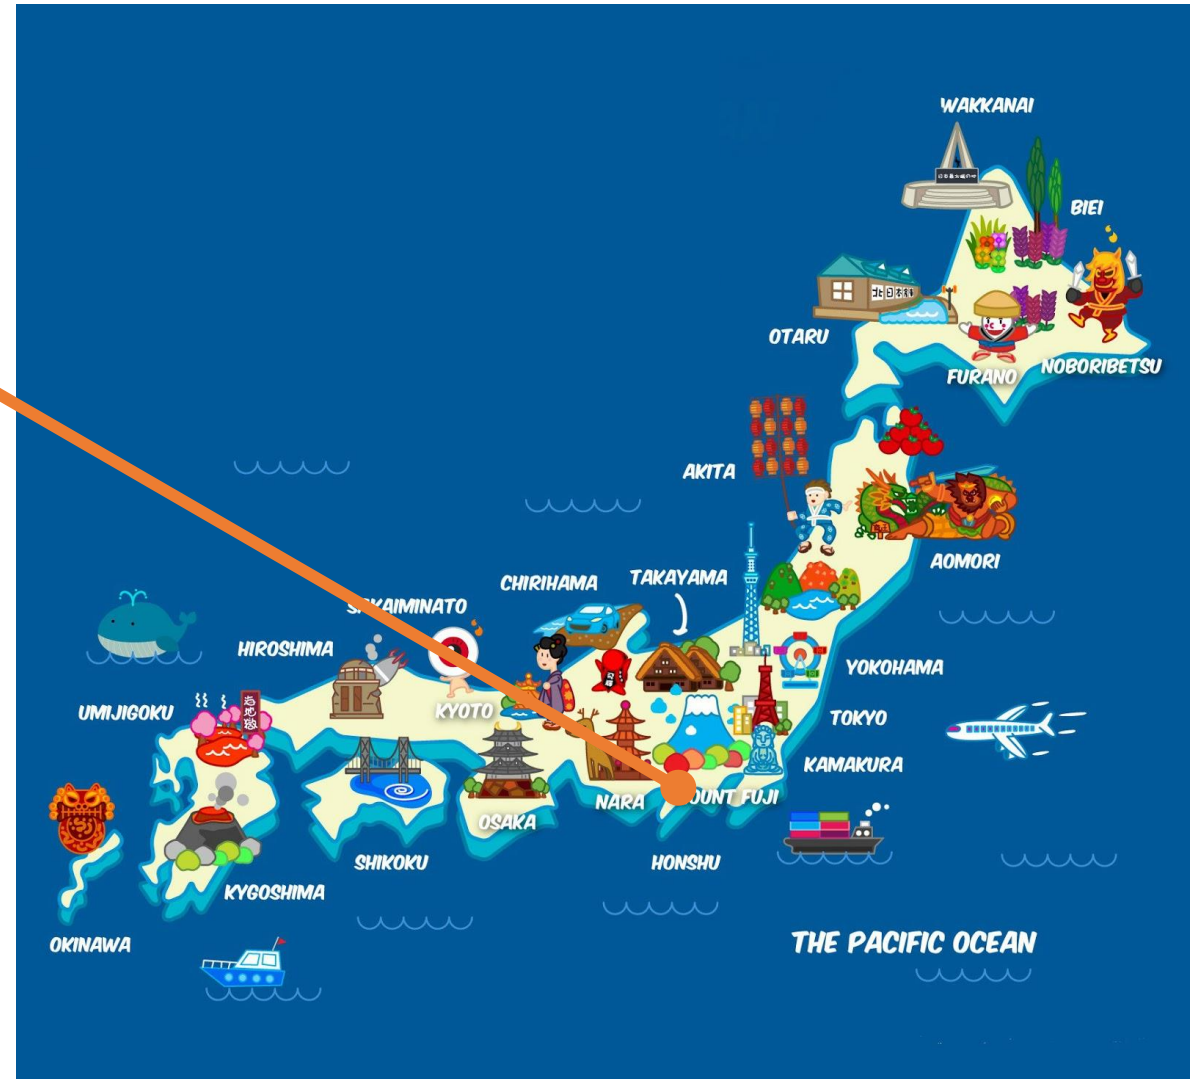 WAKKANAI
BIEI
OTARU
FURANO
NOBORIBETSU
AKITA
AOMORI
CHIRIHAMA
TAKAYAMA
HIROSHIMA
YOKOHAMA
UMIJIGOKU
KYOTO
TOKYO
KAMAKURA
NARA
FUJI
OSAKA
SHIKOKU
HONSHU
KYGOSHIMA
OKINAWA
THE PACIFIC OCEAN